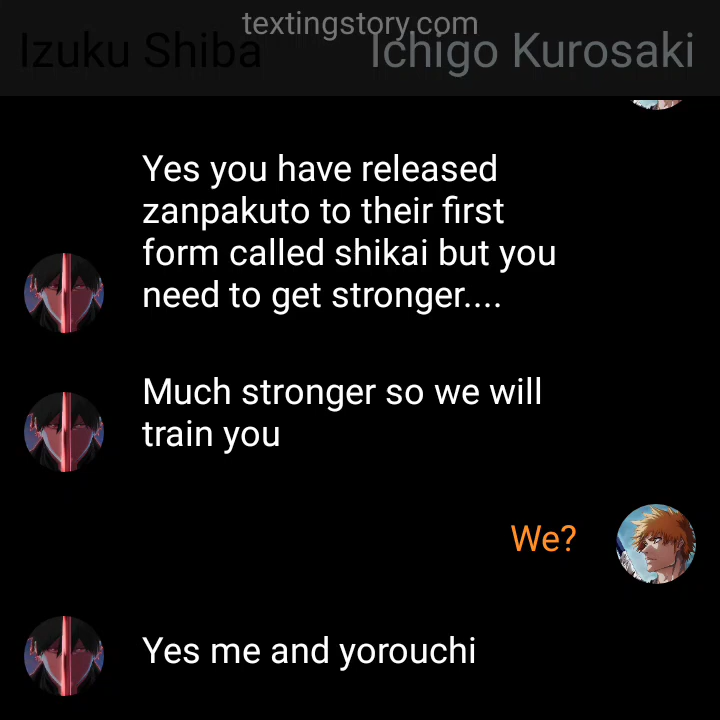 textingstory.com
Izuku Shiba
Ichigo Kurosaki
Yes you have released
zanpakuto to their first
form called shikai but you
need to get stronger....
Much stronger so we will
train you
We?
Yes me and yorouchi